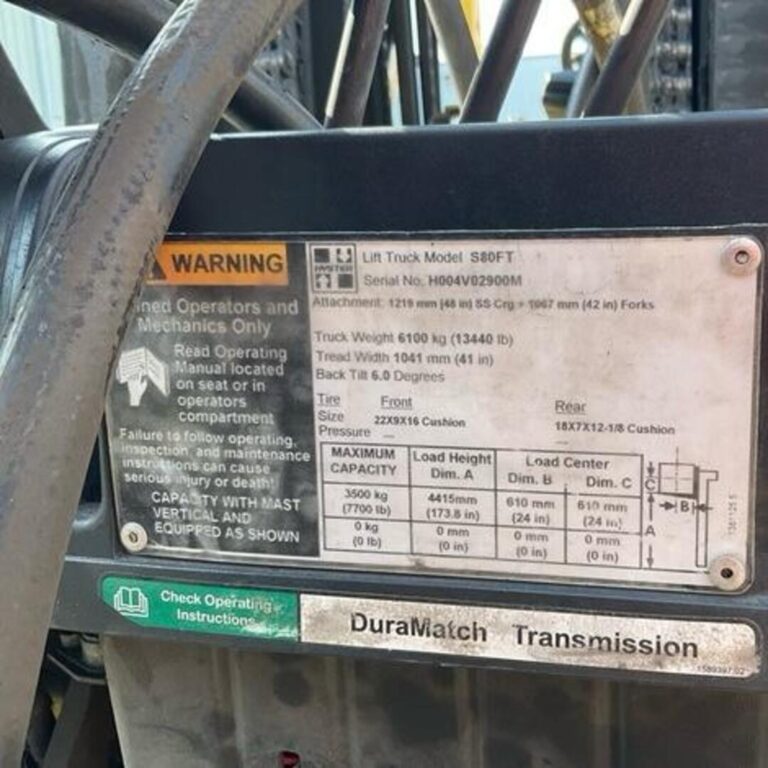 WARNING
ined Operators and
Mechanics Only
Read Operating
Manual located
on seat or in
operators
compartment
Failure to follow operating,
inspection, and maintenance
instructions can cause
serious injury or death!
CAPACITY WITH MAST
VERTICAL AND
EQUIPPED AS SHOWN
HYSTER
Lift Truck Model S80FT
Serial No. H004V02900M
Attachment: 1219 mm (48 in) SS Crg + 1067 mm (42 in) Forks
Truck Weight 6100 kg (13440 lb)
Tread Width 1041 mm (41 in)
Back Tilt 6.0 Degrees
Tire Front Rear
Size 22X9X16 Cushion 18X7X12-1/8 Cushion
Pressure — —
MAXIMUM CAPACITY Load Height Dim. A Load Center Dim. B Dim. C
3500 kg (7700 lb) 4415mm (173.8 in) 610 mm (24 in) 610 mm (24 in)
0 kg (0 lb) 0 mm (0 in) 0 mm (0 in) 0 mm (0 in)
C
B
A
Check Operating
Instructions
DuraMatch Transmission